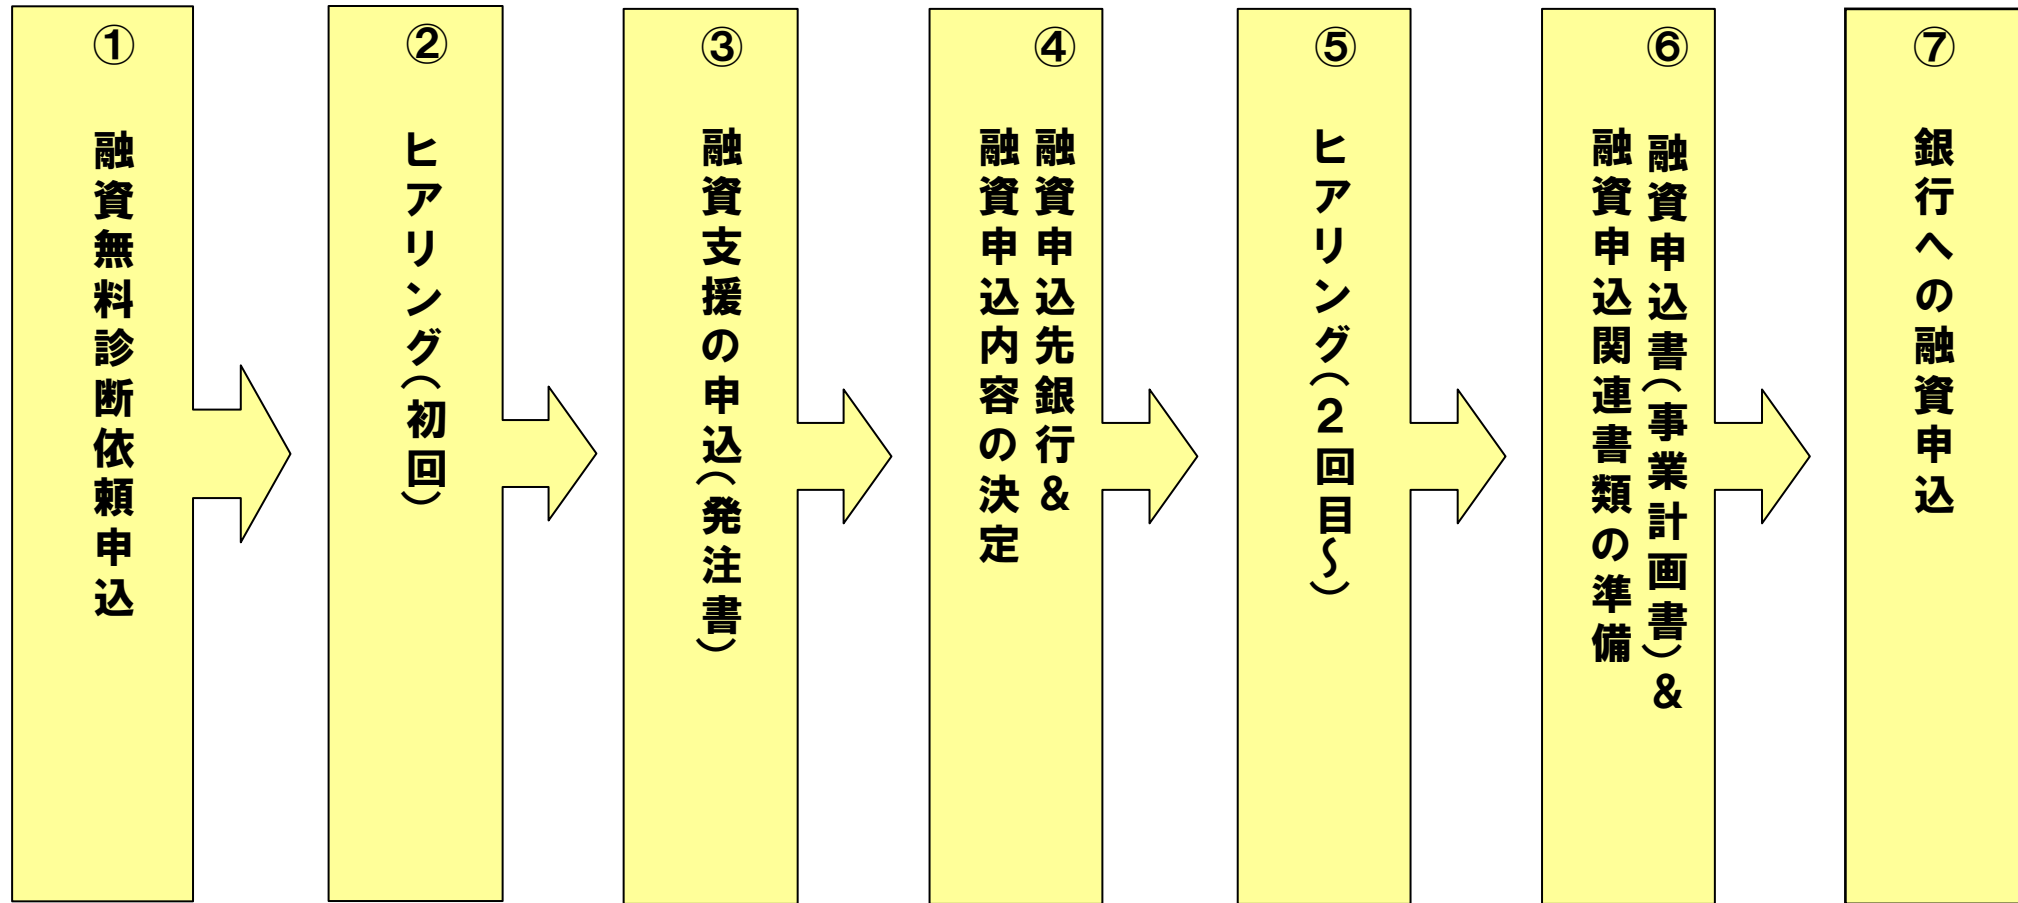 ①
融資無料診断依頼申込
②
ヒアリング(初回)
③
融資支援の申込(発注書)
④
融資申込先銀行&
融資申込内容の決定
⑤
ヒアリング(2回目~)
⑥
融資申込書(事業計画書)&
融資申込関連書類の準備
⑦
銀行への融資申込